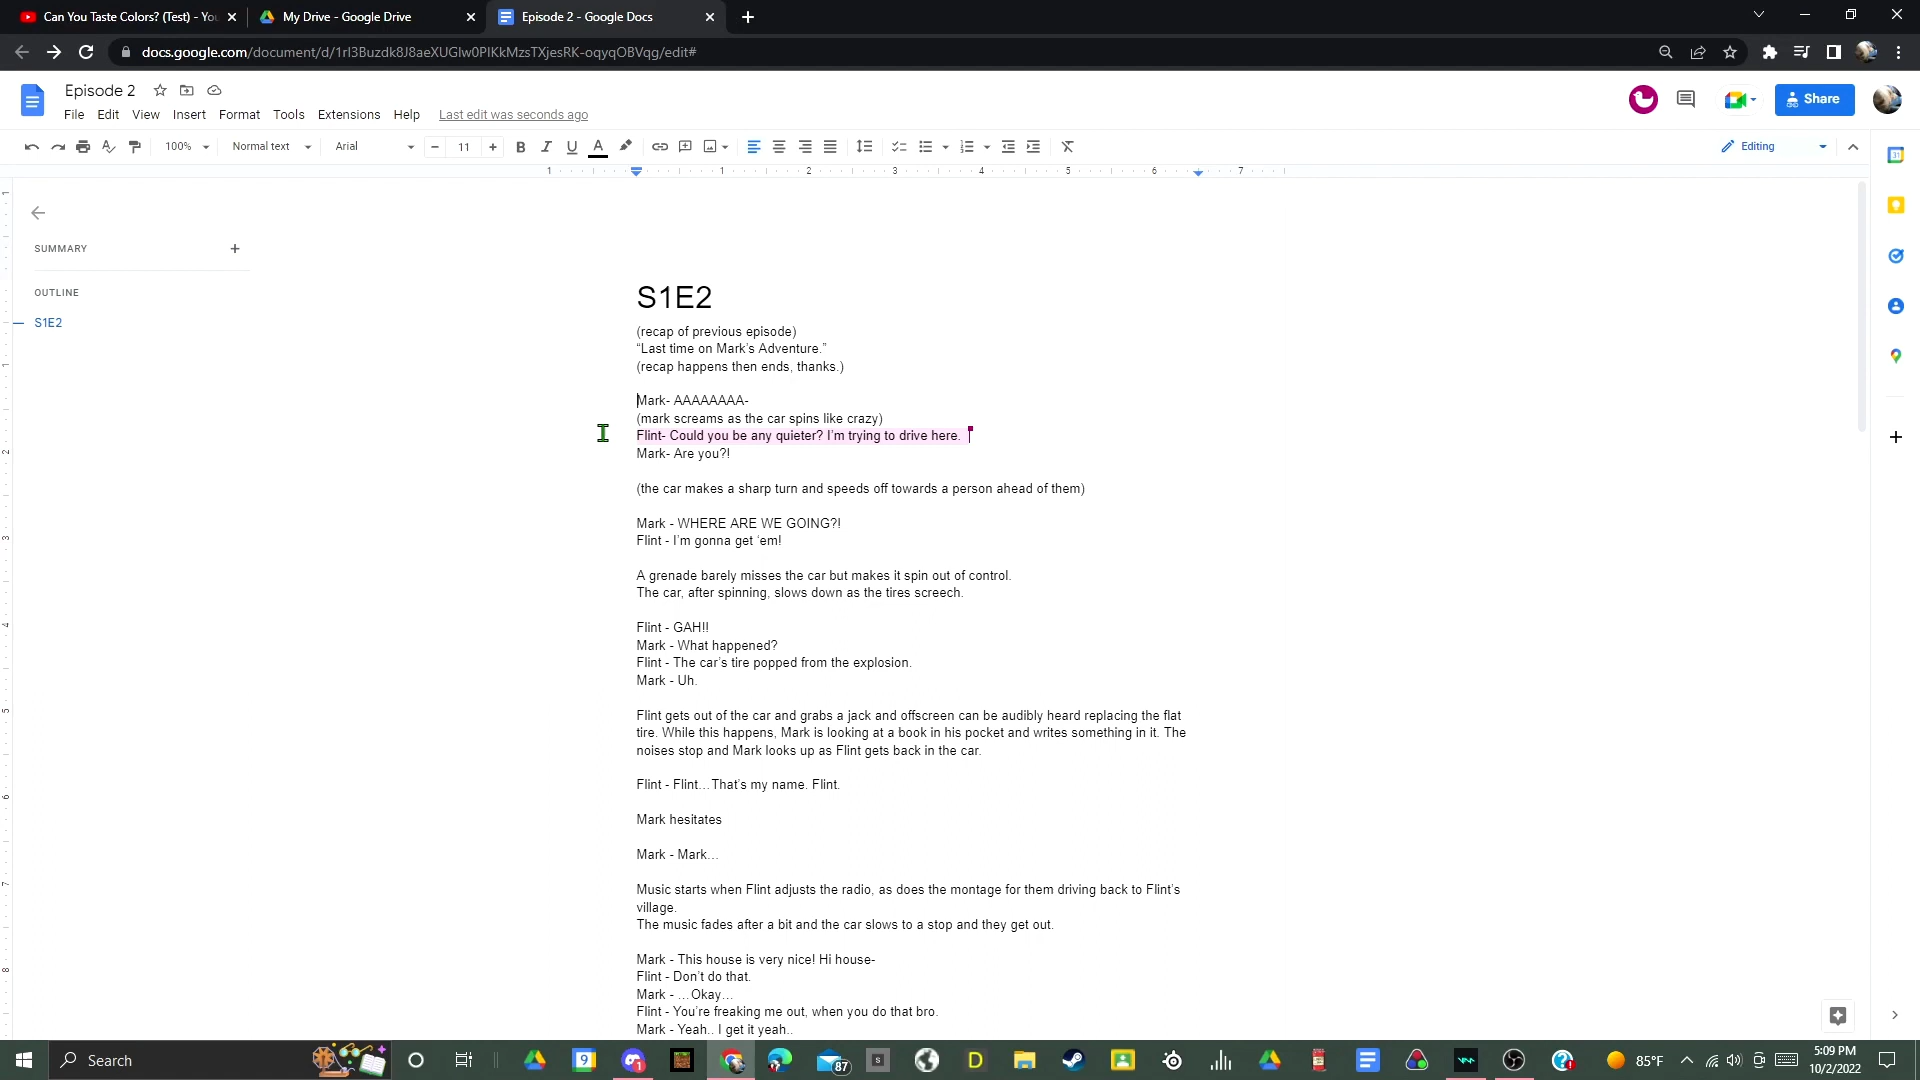 Can You Taste Colors? (Test) - You
My Drive - Google Drive
Episode 2 - Google Docs
docs.google.com/document/d/1rI3Buzdk8J8aeXUGIw0PIKkMzsTXjesRK-oqyqOBVqg/edit#
Episode 2
File Edit View Insert Format Tools Extensions Help Last edit was seconds ago
Share
100% Normal text Arial 11 B I U A
Editing
1 1 2 3 4 5 6 7
SUMMARY
OUTLINE
S1E2
S1E2
(recap of previous episode)
“Last time on Mark’s Adventure.”
(recap happens then ends, thanks.)
Mark- AAAAAAAA-
(mark screams as the car spins like crazy)
Flint- Could you be any quieter? I’m trying to drive here.
Mark- Are you?!
(the car makes a sharp turn and speeds off towards a person ahead of them)
Mark - WHERE ARE WE GOING?!
Flint - I’m gonna get ‘em!
A grenade barely misses the car but makes it spin out of control.
The car, after spinning, slows down as the tires screech.
Flint - GAH!!
Mark - What happened?
Flint - The car’s tire popped from the explosion.
Mark - Uh.
Flint gets out of the car and grabs a jack and offscreen can be audibly heard replacing the flat
tire. While this happens, Mark is looking at a book in his pocket and writes something in it. The
noises stop and Mark looks up as Flint gets back in the car.
Flint - Flint…That’s my name. Flint.
Mark hesitates
Mark - Mark…
Music starts when Flint adjusts the radio, as does the montage for them driving back to Flint’s
village.
The music fades after a bit and the car slows to a stop and they get out.
Mark - This house is very nice! Hi house-
Flint - Don’t do that.
Mark - …Okay…
Flint - You’re freaking me out, when you do that bro.
Mark - Yeah.. I get it yeah..
Search
87
85°F
5:09 PM
10/2/2022